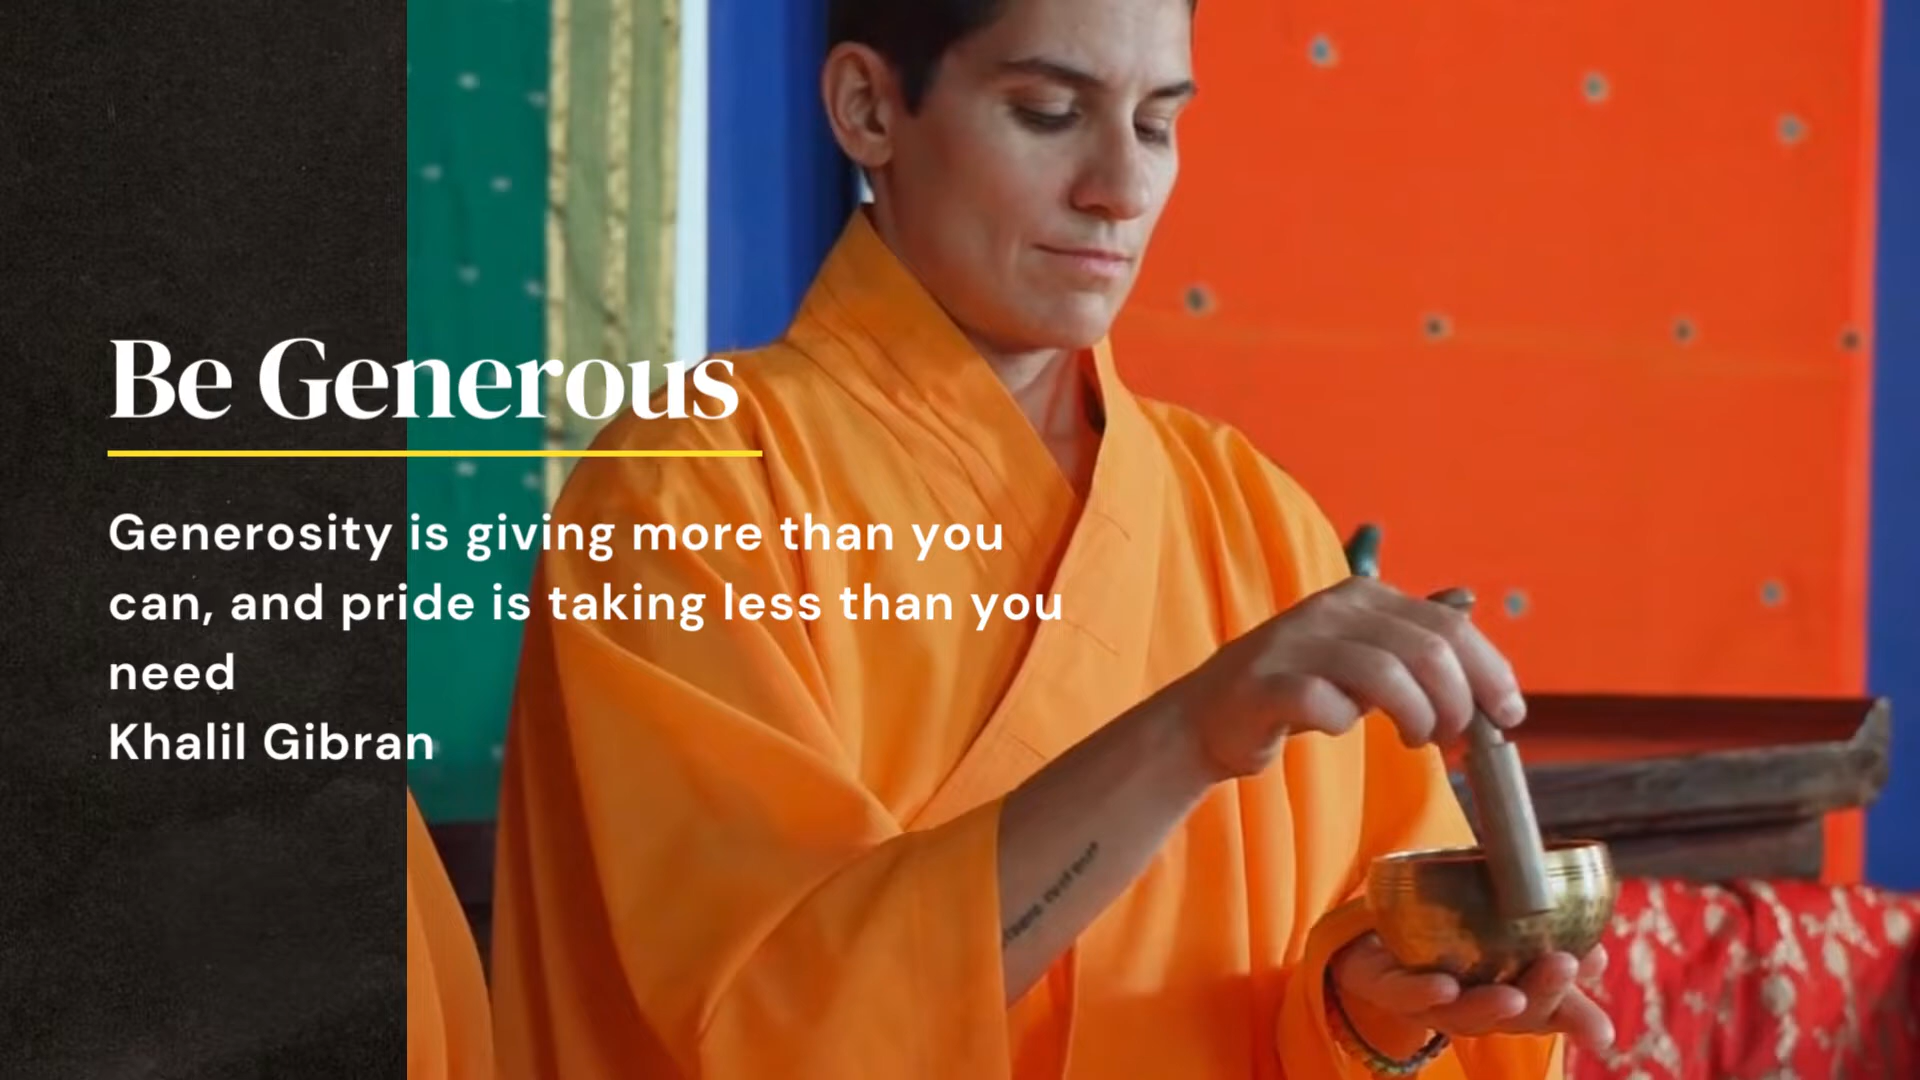 Be Generous
Generosity is giving more than you
can, and pride is taking less than you
need
Khalil Gibran